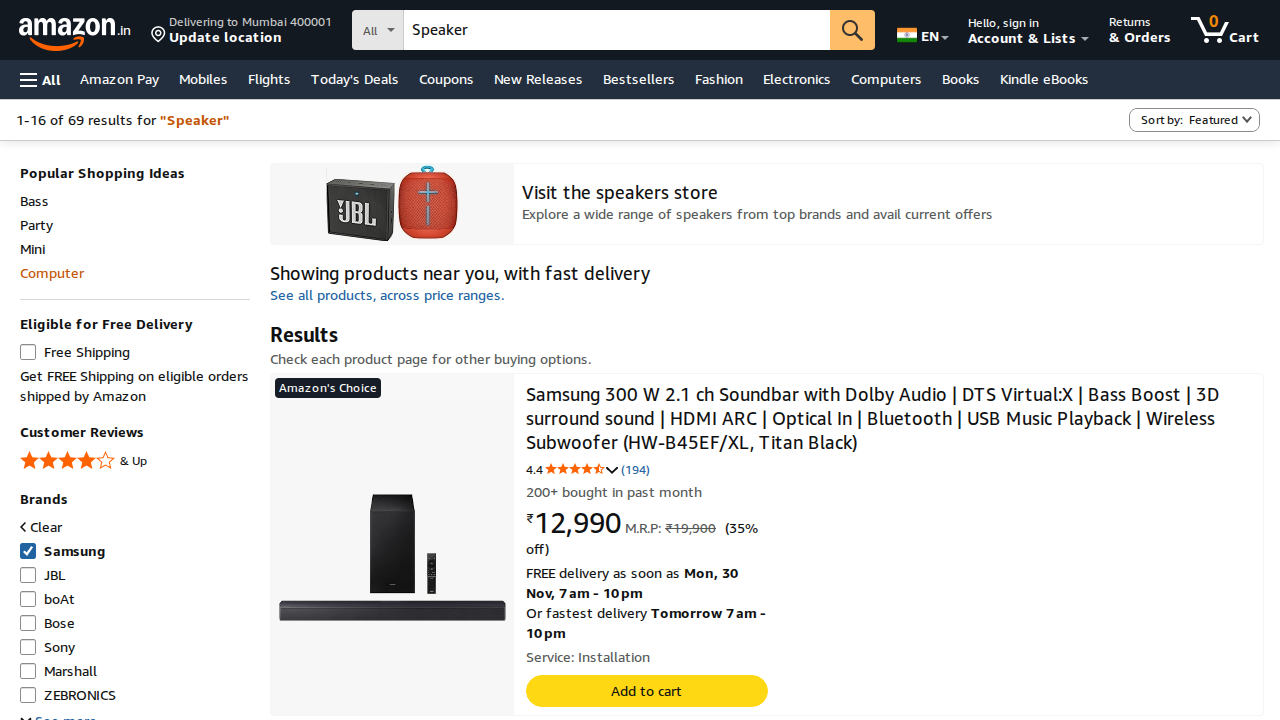 amazon.in
Delivering to Mumbai 400001
Update location
All
Speaker
EN
Hello, sign in
Account & Lists
Returns
& Orders
0
Cart
All
Amazon Pay
Mobiles
Flights
Today's Deals
Coupons
New Releases
Bestsellers
Fashion
Electronics
Computers
Books
Kindle eBooks
1-16 of 69 results for "Speaker"
Sort by: Featured
Popular Shopping Ideas
Bass
Party
Mini
Computer
Eligible for Free Delivery
Free Shipping
Get FREE Shipping on eligible orders
shipped by Amazon
Customer Reviews
& Up
Brands
Clear
Samsung
JBL
boAt
Bose
Sony
Marshall
ZEBRONICS
See more
JBL
Visit the speakers store
Explore a wide range of speakers from top brands and avail current offers
Showing products near you, with fast delivery
See all products, across price ranges.
Results
Check each product page for other buying options.
Amazon's Choice
Samsung 300 W 2.1 ch Soundbar with Dolby Audio | DTS Virtual:X | Bass Boost | 3D
surround sound | HDMI ARC | Optical In | Bluetooth | USB Music Playback | Wireless
Subwoofer (HW-B45EF/XL, Titan Black)
4.4 (194)
200+ bought in past month
₹12,990 M.R.P: ₹19,900 (35%
off)
FREE delivery as soon as Mon, 30
Nov, 7 am - 10 pm
Or fastest delivery Tomorrow 7 am -
10 pm
Service: Installation
Add to cart